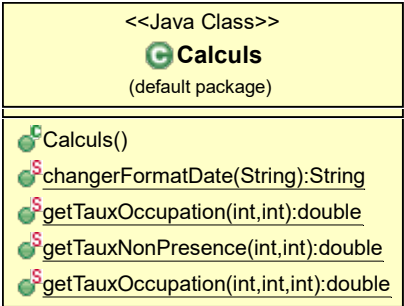 <<Java Class>>
Calculs
(default package)
Calculs()
changerFormatDate(String):String
getTauxOccupation(int,int):double
getTauxNonPresence(int,int):double
getTauxOccupation(int,int,int):double